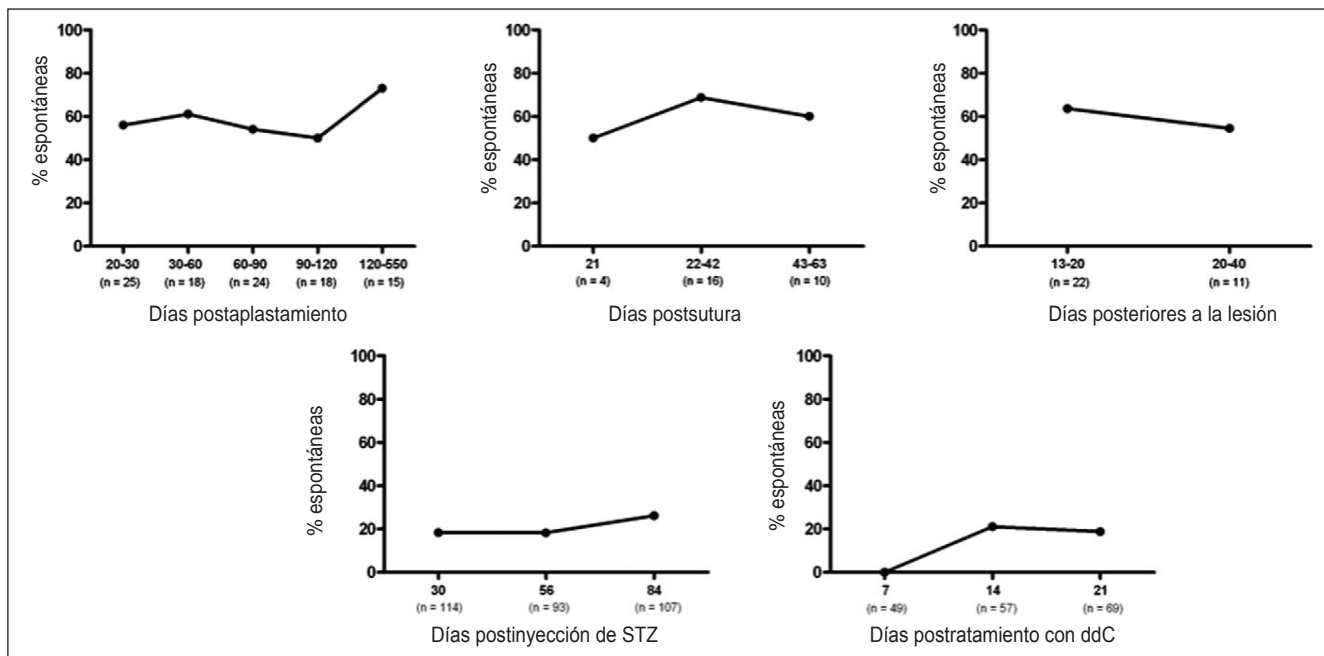 % espontáneas
100
80
60
40
20
0
20-30 30-60 60-90 90-120 120-550
(n = 25) (n = 18) (n = 24) (n = 18) (n = 15)
Días postaplastamiento
% espontáneas
100
80
60
40
20
0
21 22-42 43-63
(n = 4) (n = 16) (n = 10)
Días postsutura
% espontáneas
100
80
60
40
20
0
13-20 20-40
(n = 22) (n = 11)
Días posteriores a la lesión
% espontáneas
100
80
60
40
20
0
30 56 84
(n = 114) (n = 93) (n = 107)
Días postinyección de STZ
% espontáneas
100
80
60
40
20
0
7 14 21
(n = 49) (n = 57) (n = 69)
Días postratamiento con ddC